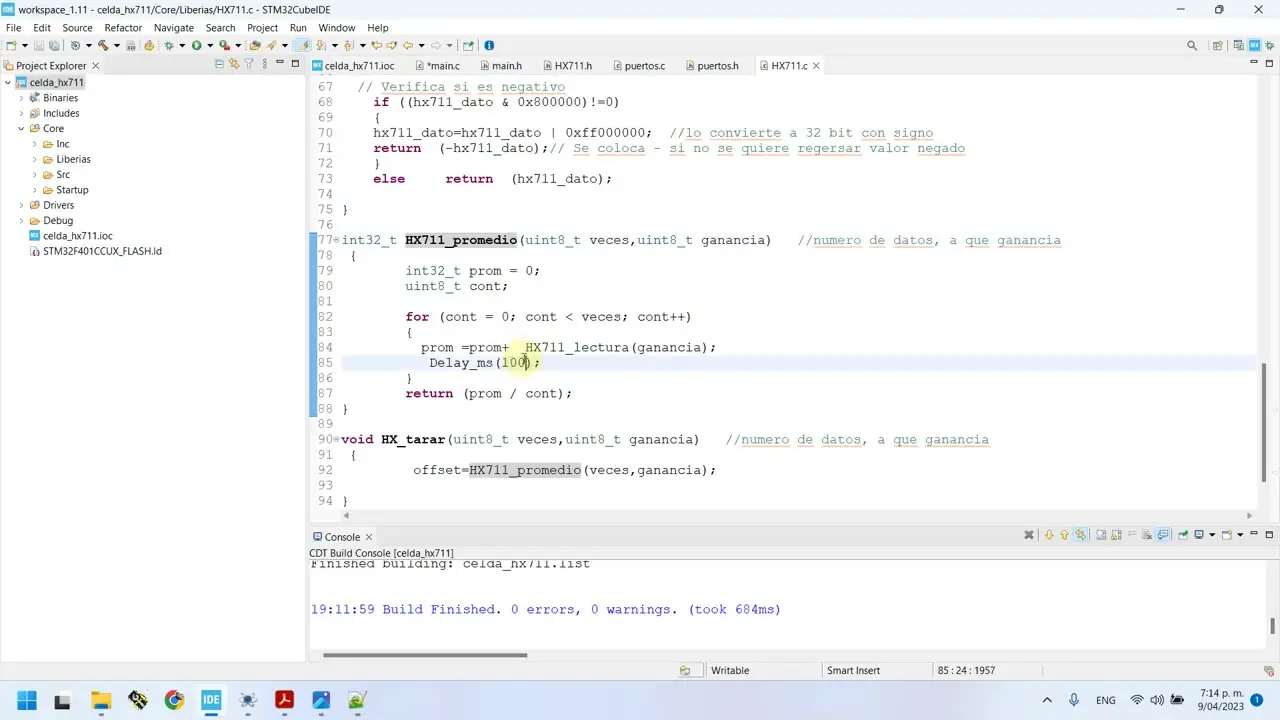 workspace_1.11 - celda_hx711/Core/Liberias/HX711.c - STM32CubeIDE
File Edit Source Refactor Navigate Search Project Run Window Help
Project Explorer
celda_hx711.ioc *main.c main.h HX711.h puertos.c puertos.h HX711.c
celda_hx711
Binaries
Includes
Core
Inc
Liberias
Src
Startup
Drivers
Debug
celda_hx711.ioc
STM32F401CCUX_FLASH.ld
67 // Verifica si es negativo
68 if ((hx711_dato & 0x800000)!=0)
69 {
70 hx711_dato=hx711_dato | 0xff000000; //lo convierte a 32 bit con signo
71 return (-hx711_dato);// Se coloca - si no se quiere regersar valor negado
72 }
73 else return (hx711_dato);
74
75 }
76
77 int32_t HX711_promedio(uint8_t veces,uint8_t ganancia) //numero de datos, a que ganancia
78 {
79 int32_t prom = 0;
80 uint8_t cont;
81
82 for (cont = 0; cont < veces; cont++)
83 {
84 prom =prom+ HX711_lectura(ganancia);
85 Delay_ms(100);
86 }
87 return (prom / cont);
88 }
89
90 void HX_tarar(uint8_t veces,uint8_t ganancia) //numero de datos, a que ganancia
91 {
92 offset=HX711_promedio(veces,ganancia);
93
94 }
Console
CDT Build Console [celda_hx711]
Finished building: celda_hx711.list
19:11:59 Build Finished. 0 errors, 0 warnings. (took 684ms)
Writable Smart Insert 85 : 24 : 1957
IDE ENG 7:14 p. m.
9/04/2023 1